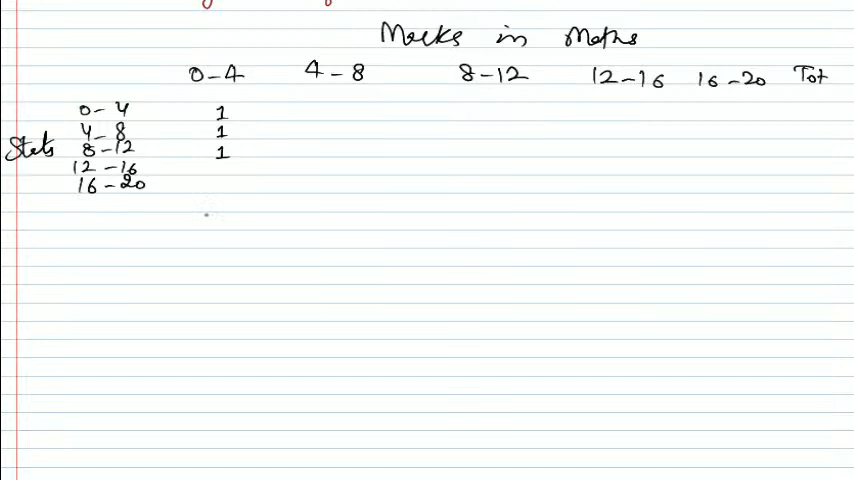 Marks in Maths
0-4 4-8 8-12 12-16 16-20 Tot
0-4 1
4-8 1
Stats 8-12 1
12-16
16-20